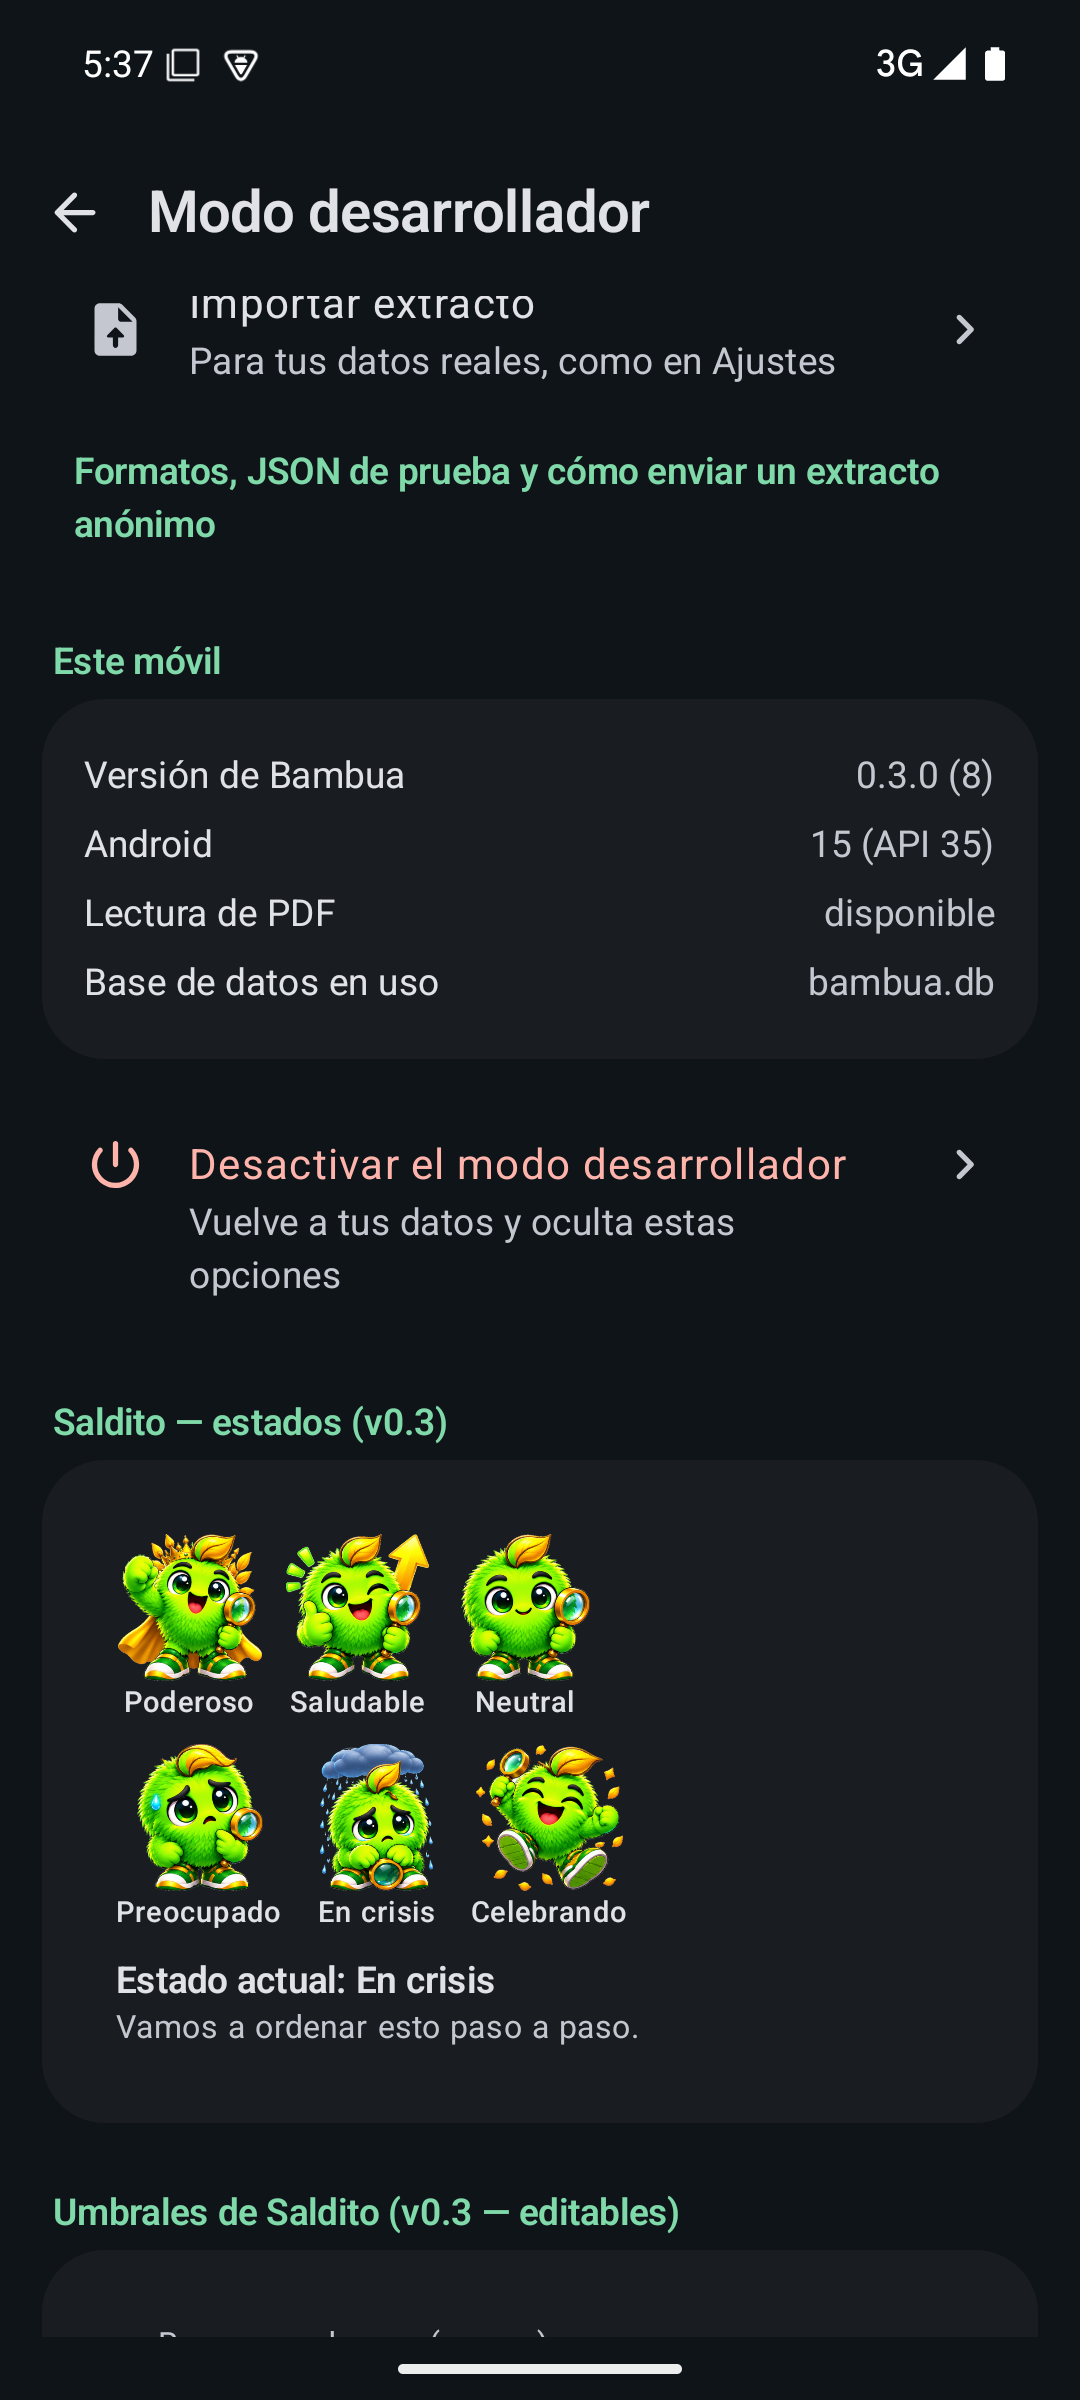 5:37
3G
Modo desarrollador
Importar extracto
Para tus datos reales, como en Ajustes
Formatos, JSON de prueba y cómo enviar un extracto
anónimo
Este móvil
Versión de Bambua 0.3.0 (8)
Android 15 (API 35)
Lectura de PDF disponible
Base de datos en uso bambua.db
Desactivar el modo desarrollador
Vuelve a tus datos y oculta estas
opciones
Saldito — estados (v0.3)
Poderoso Saludable Neutral
Preocupado En crisis Celebrando
Estado actual: En crisis
Vamos a ordenar esto paso a paso.
Umbrales de Saldito (v0.3 — editables)